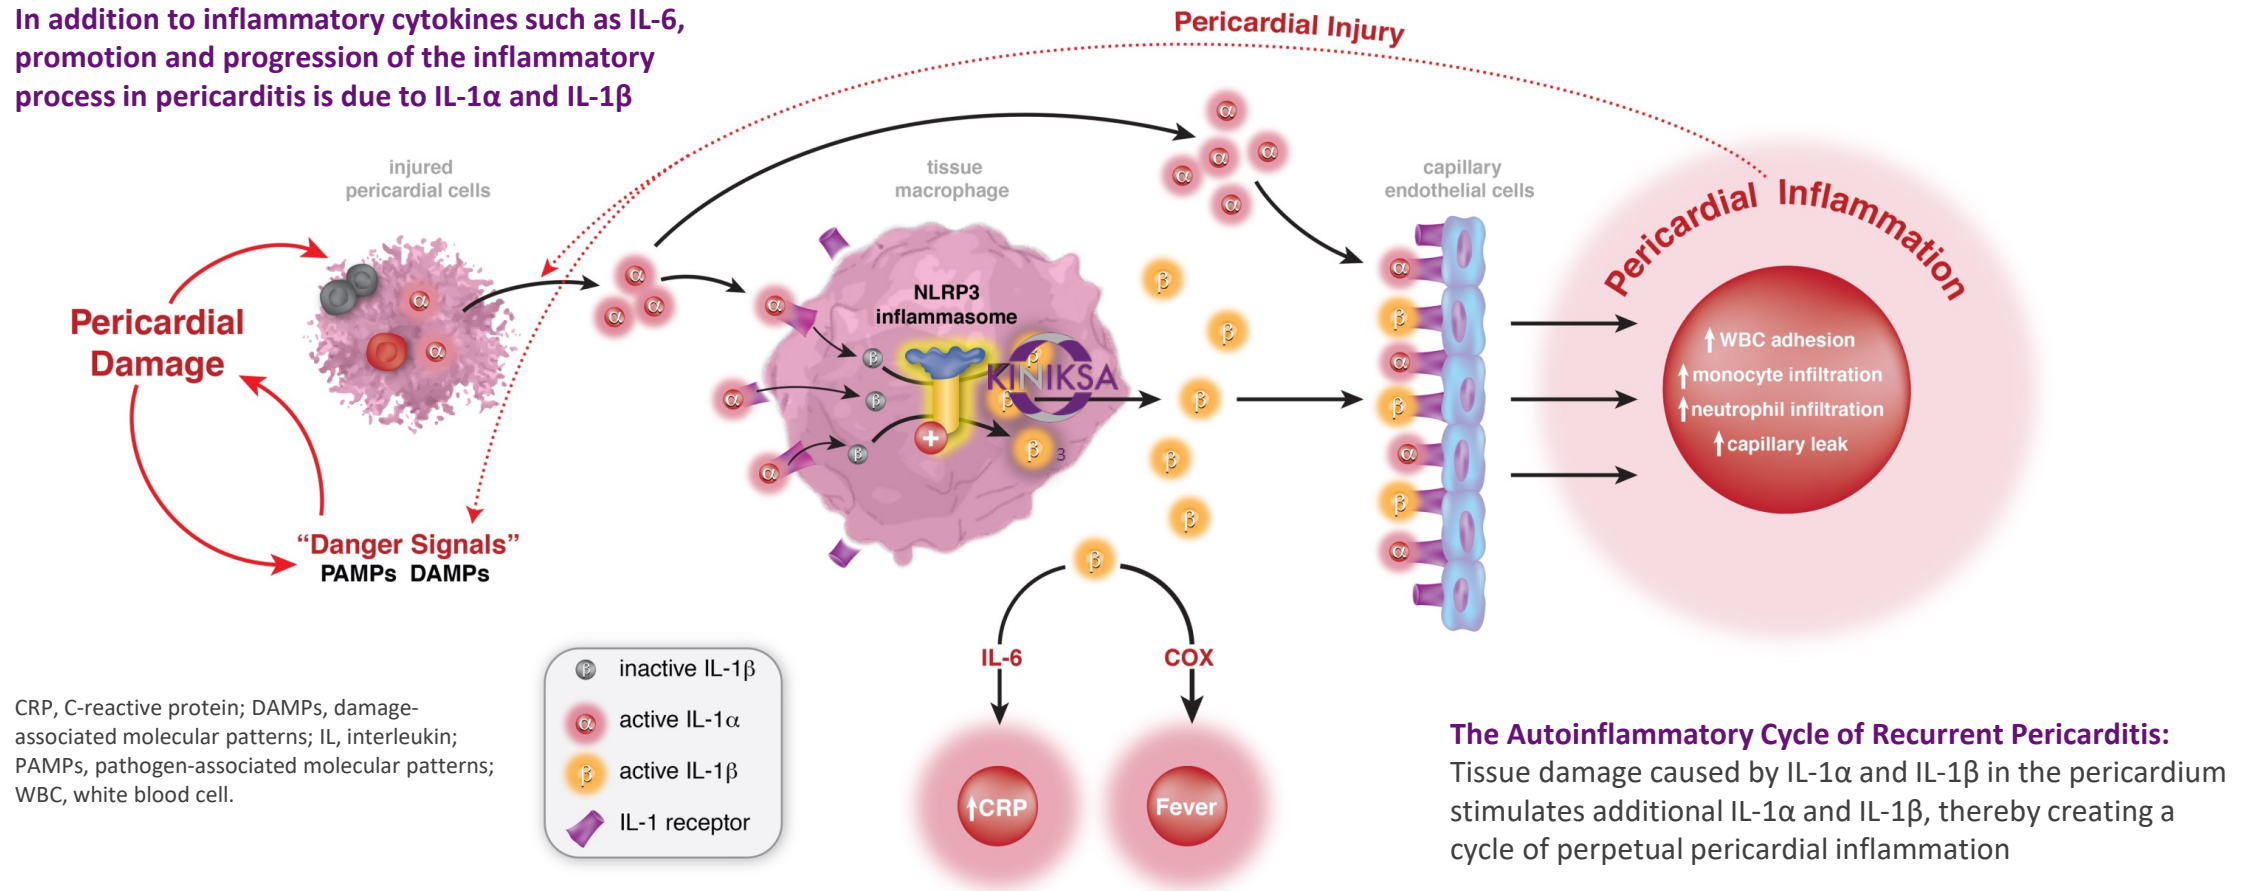 In addition to inflammatory cytokines such as IL-6,
promotion and progression of the inflammatory
process in pericarditis is due to IL-1α and IL-1β
Pericardial Injury
injured
pericardial cells
tissue
macrophage
capillary
endothelial cells
Pericardial Inflammation
Pericardial
Damage
α
α
α
α
α
α
α
α
α
α
α
α
α
α
NLRP3
inflammasome
β
β
β
+
β
β
β
KINIKSA
3
β
β
β
β
β
β
α
β
α
β
α
β
α
WBC adhesion
monocyte infiltration
neutrophil infiltration
capillary leak
"Danger Signals"
PAMPs DAMPs
IL-6
COX
CRP
Fever
β inactive IL-1β
α active IL-1α
β active IL-1β
IL-1 receptor
CRP, C-reactive protein; DAMPs, damage-
associated molecular patterns; IL, interleukin;
PAMPs, pathogen-associated molecular patterns;
WBC, white blood cell.
The Autoinflammatory Cycle of Recurrent Pericarditis:
Tissue damage caused by IL-1α and IL-1β in the pericardium
stimulates additional IL-1α and IL-1β, thereby creating a
cycle of perpetual pericardial inflammation